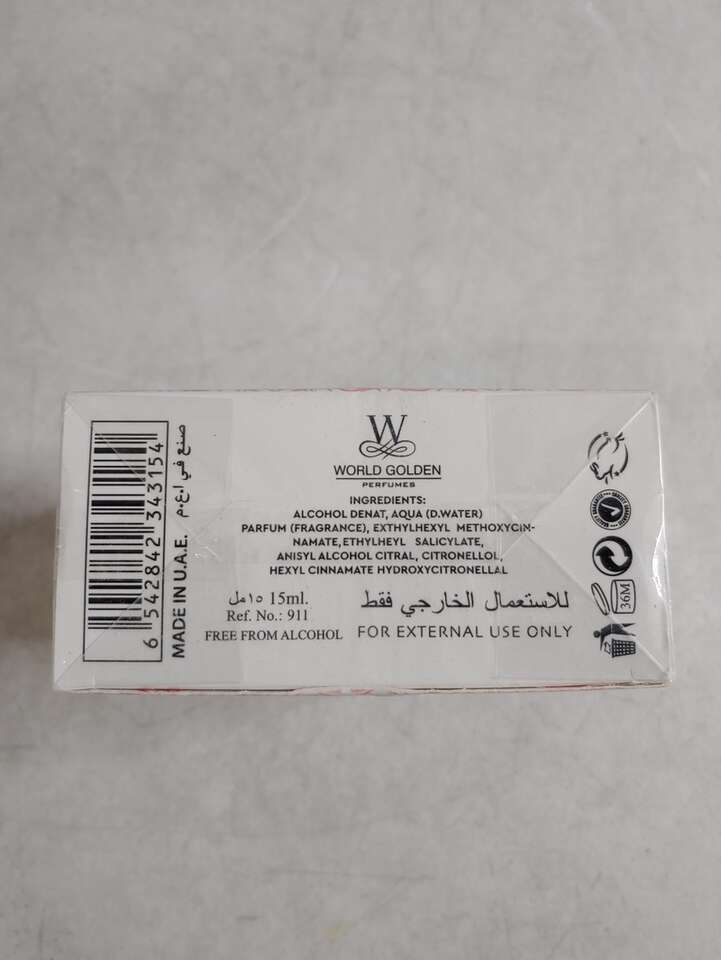 W
WORLD GOLDEN
PERFUMES
INGREDIENTS:
ALCOHOL DENAT, AQUA (D.WATER)
PARFUM (FRAGRANCE), EXTHYLHEXYL METHOXYCIN-
NAMATE, ETHYLHEYL SALICYLATE,
ANISYL ALCOHOL CITRAL, CITRONELLOL,
HEXYL CINNAMATE HYDROXYCITRONELLAL
١٥مل 15ml.
Ref. No.: 911
FREE FROM ALCOHOL
للاستعمال الخارجي فقط
FOR EXTERNAL USE ONLY
6 542842 343154
MADE IN U.A.E. صنع في ا.ع.م
36M